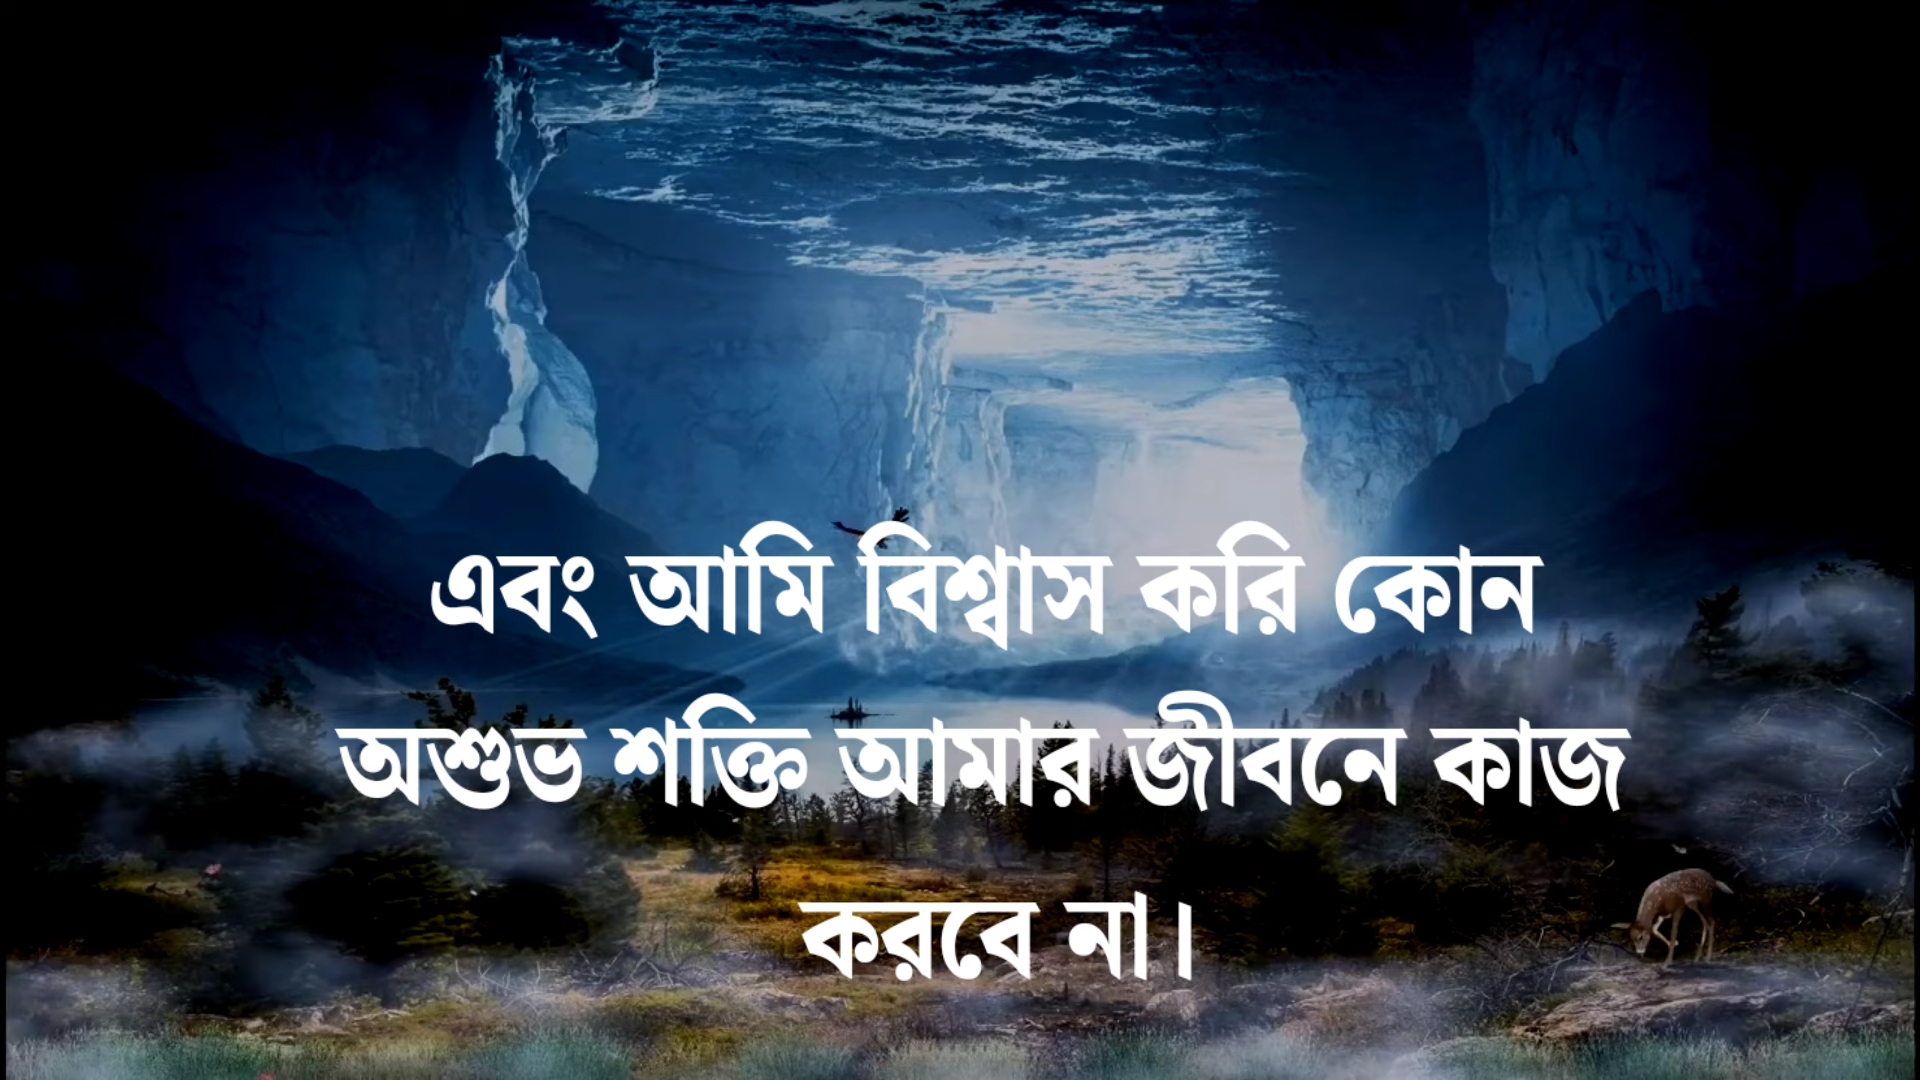 এবং আমি বিশ্বাস করি কোন
অশুভ শক্তি আমার জীবনে কাজ
করবে না।